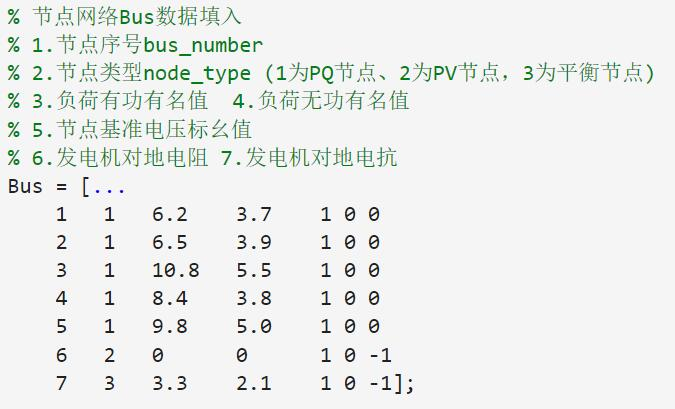 % 节点网络Bus数据填入
% 1.节点序号bus_number
% 2.节点类型node_type (1为PQ节点、2为PV节点，3为平衡节点)
% 3.负荷有功有名值  4.负荷无功有名值
% 5.节点基准电压标幺值
% 6.发电机对地电阻 7.发电机对地电抗
Bus = [...
    1   1   6.2    3.7    1 0 0
    2   1   6.5    3.9    1 0 0
    3   1   10.8   5.5    1 0 0
    4   1   8.4    3.8    1 0 0
    5   1   9.8    5.0    1 0 0
    6   2   0      0      1 0 -1
    7   3   3.3    2.1    1 0 -1];